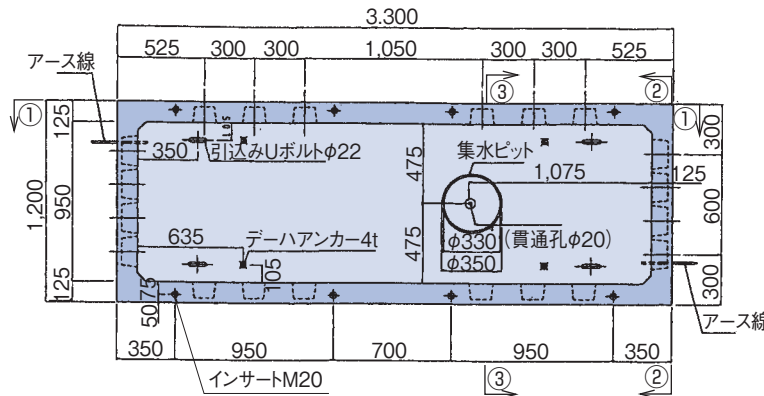 3.300
525 300 300 1,050 300 300 525
アース線
③ ②
① ①
125 300
350 引込みUボルトφ22 475 集水ピット
1,075 125
1.200 950 600
635 デーハアンカー4t 475 φ330 (貫通孔φ20)
105 φ350
125 5075 300
アース線
350 950 700 950 350
インサートM20 ③ ②